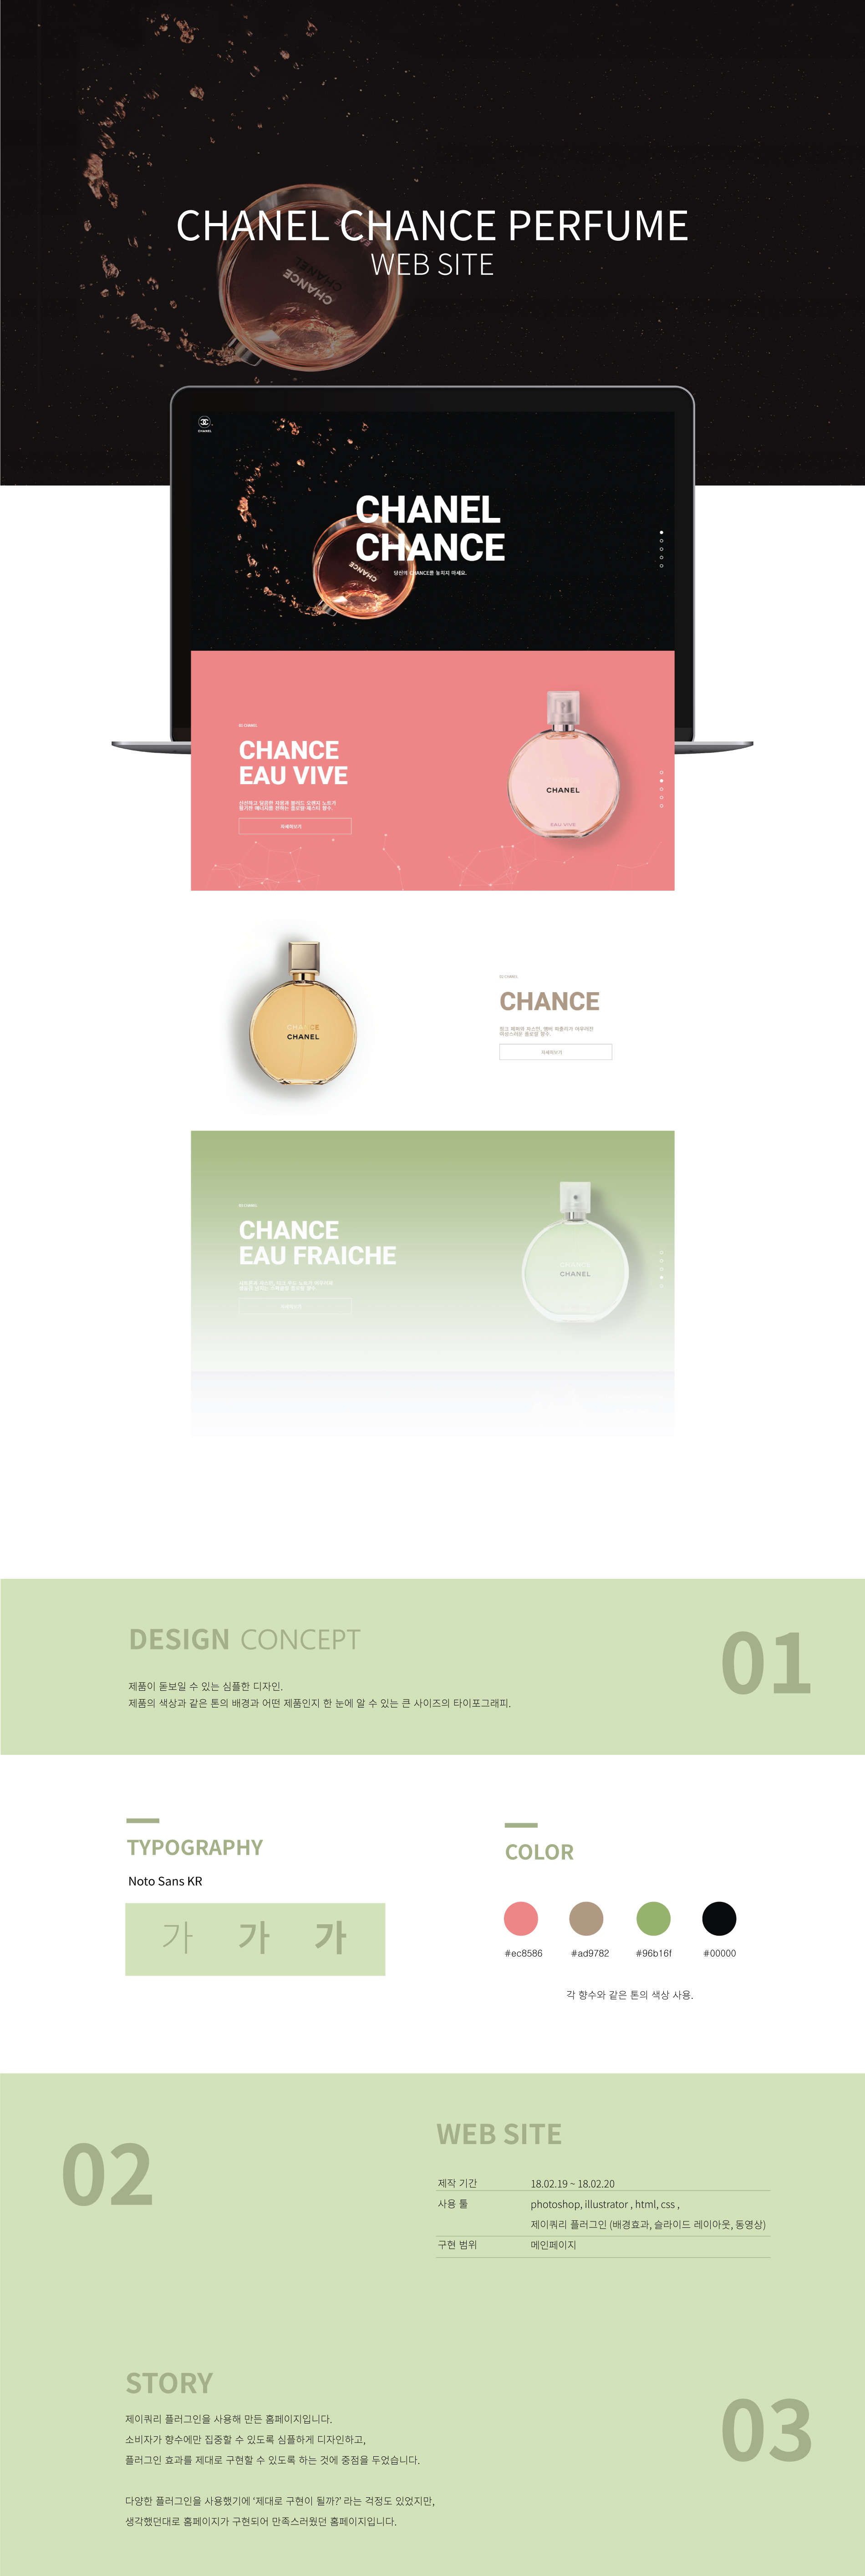 CHANEL CHANCE PERFUME
WEB SITE
CHANCE
CHANEL
CHANEL
CHANEL
CHANCE
당신의 CHANCE를 놓치지 마세요.
CHANCE
CHANCE
EAU VIVE
자세히보기
CHANEL
EAU VIVE
CHANCE
CHANEL
CHANCE
자세히보기
CHANCE
EAU FRAICHE
CHANCE
CHANEL
DESIGN CONCEPT
01
제품이 돋보일 수 있는 심플한 디자인.
제품의 색상과 같은 톤의 배경과 어떤 제품인지 한 눈에 알 수 있는 큰 사이즈의 타이포그래피.
TYPOGRAPHY
Noto Sans KR
가 가 가
COLOR
#ec8586 #ad9782 #96b16f #00000
각 향수와 같은 톤의 색상 사용.
02
WEB SITE
제작 기간 18.02.19 ~ 18.02.20
사용 툴 photoshop, illustrator , html, css ,
제이쿼리 플러그인 (배경효과, 슬라이드 레이아웃, 동영상)
구현 범위 메인페이지
STORY
03
제이쿼리 플러그인을 사용해 만든 홈페이지입니다.
소비자가 향수에만 집중할 수 있도록 심플하게 디자인하고,
플러그인 효과를 제대로 구현할 수 있도록 하는 것에 중점을 두었습니다.
다양한 플러그인을 사용했기에 '제대로 구현이 될까?' 라는 걱정도 있었지만,
생각했던대로 홈페이지가 구현되어 만족스러웠던 홈페이지입니다.